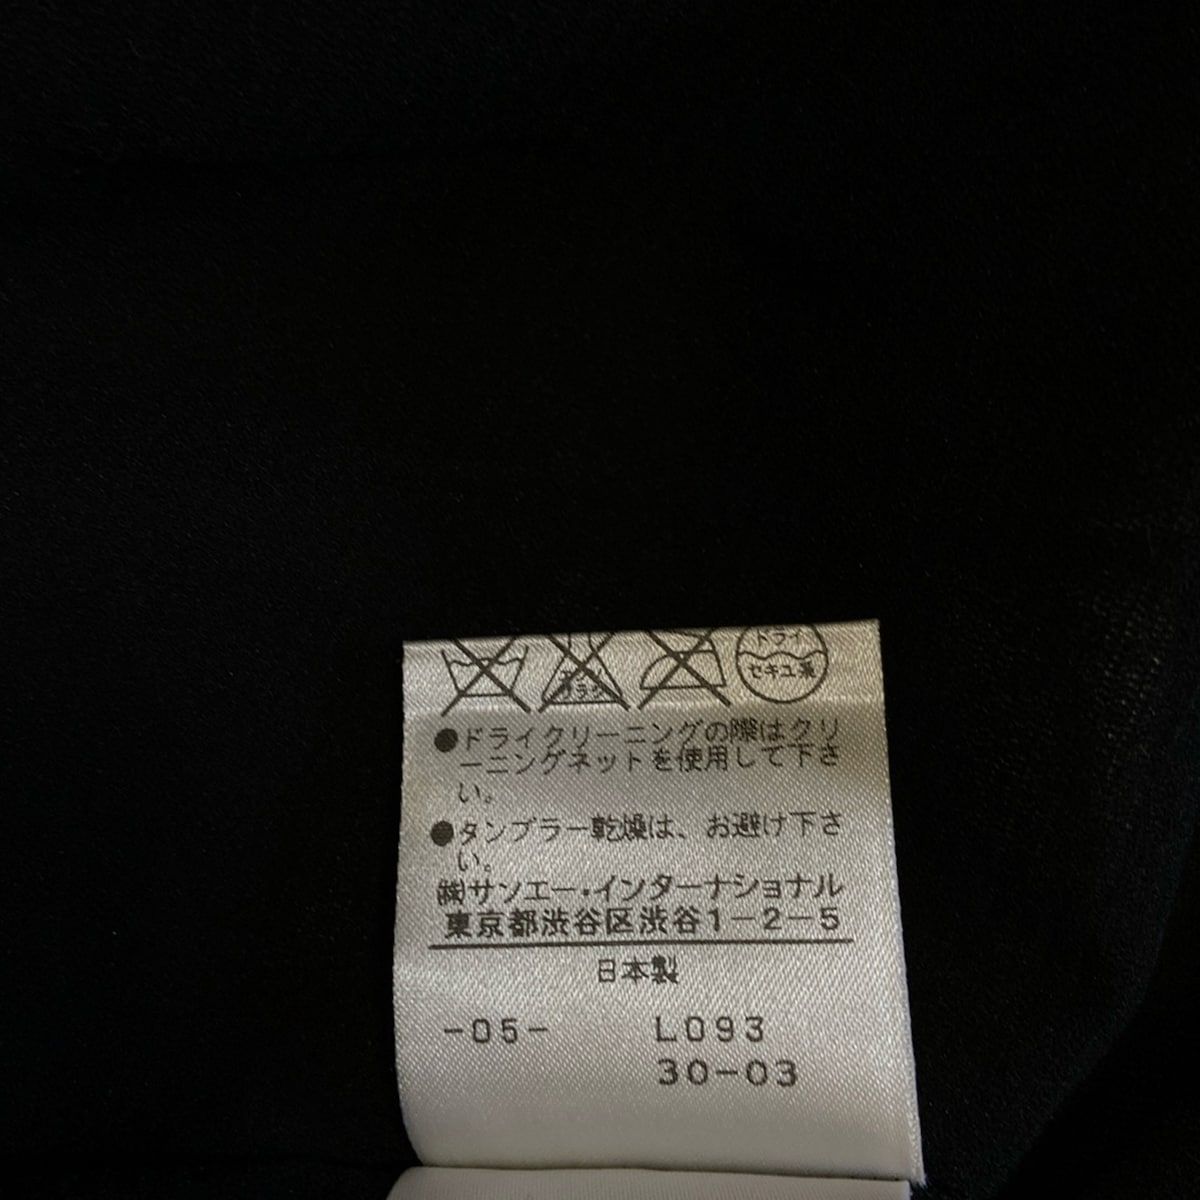 ドライ
セキユ系
●ドライクリーニングの際はクリ
ーニングネットを使用して下さ
い。
●タンブラー乾燥は、お避け下さ
い。
㈱サンエー・インターナショナル
東京都渋谷区渋谷1-2-5
日本製
-05- L093
30-03